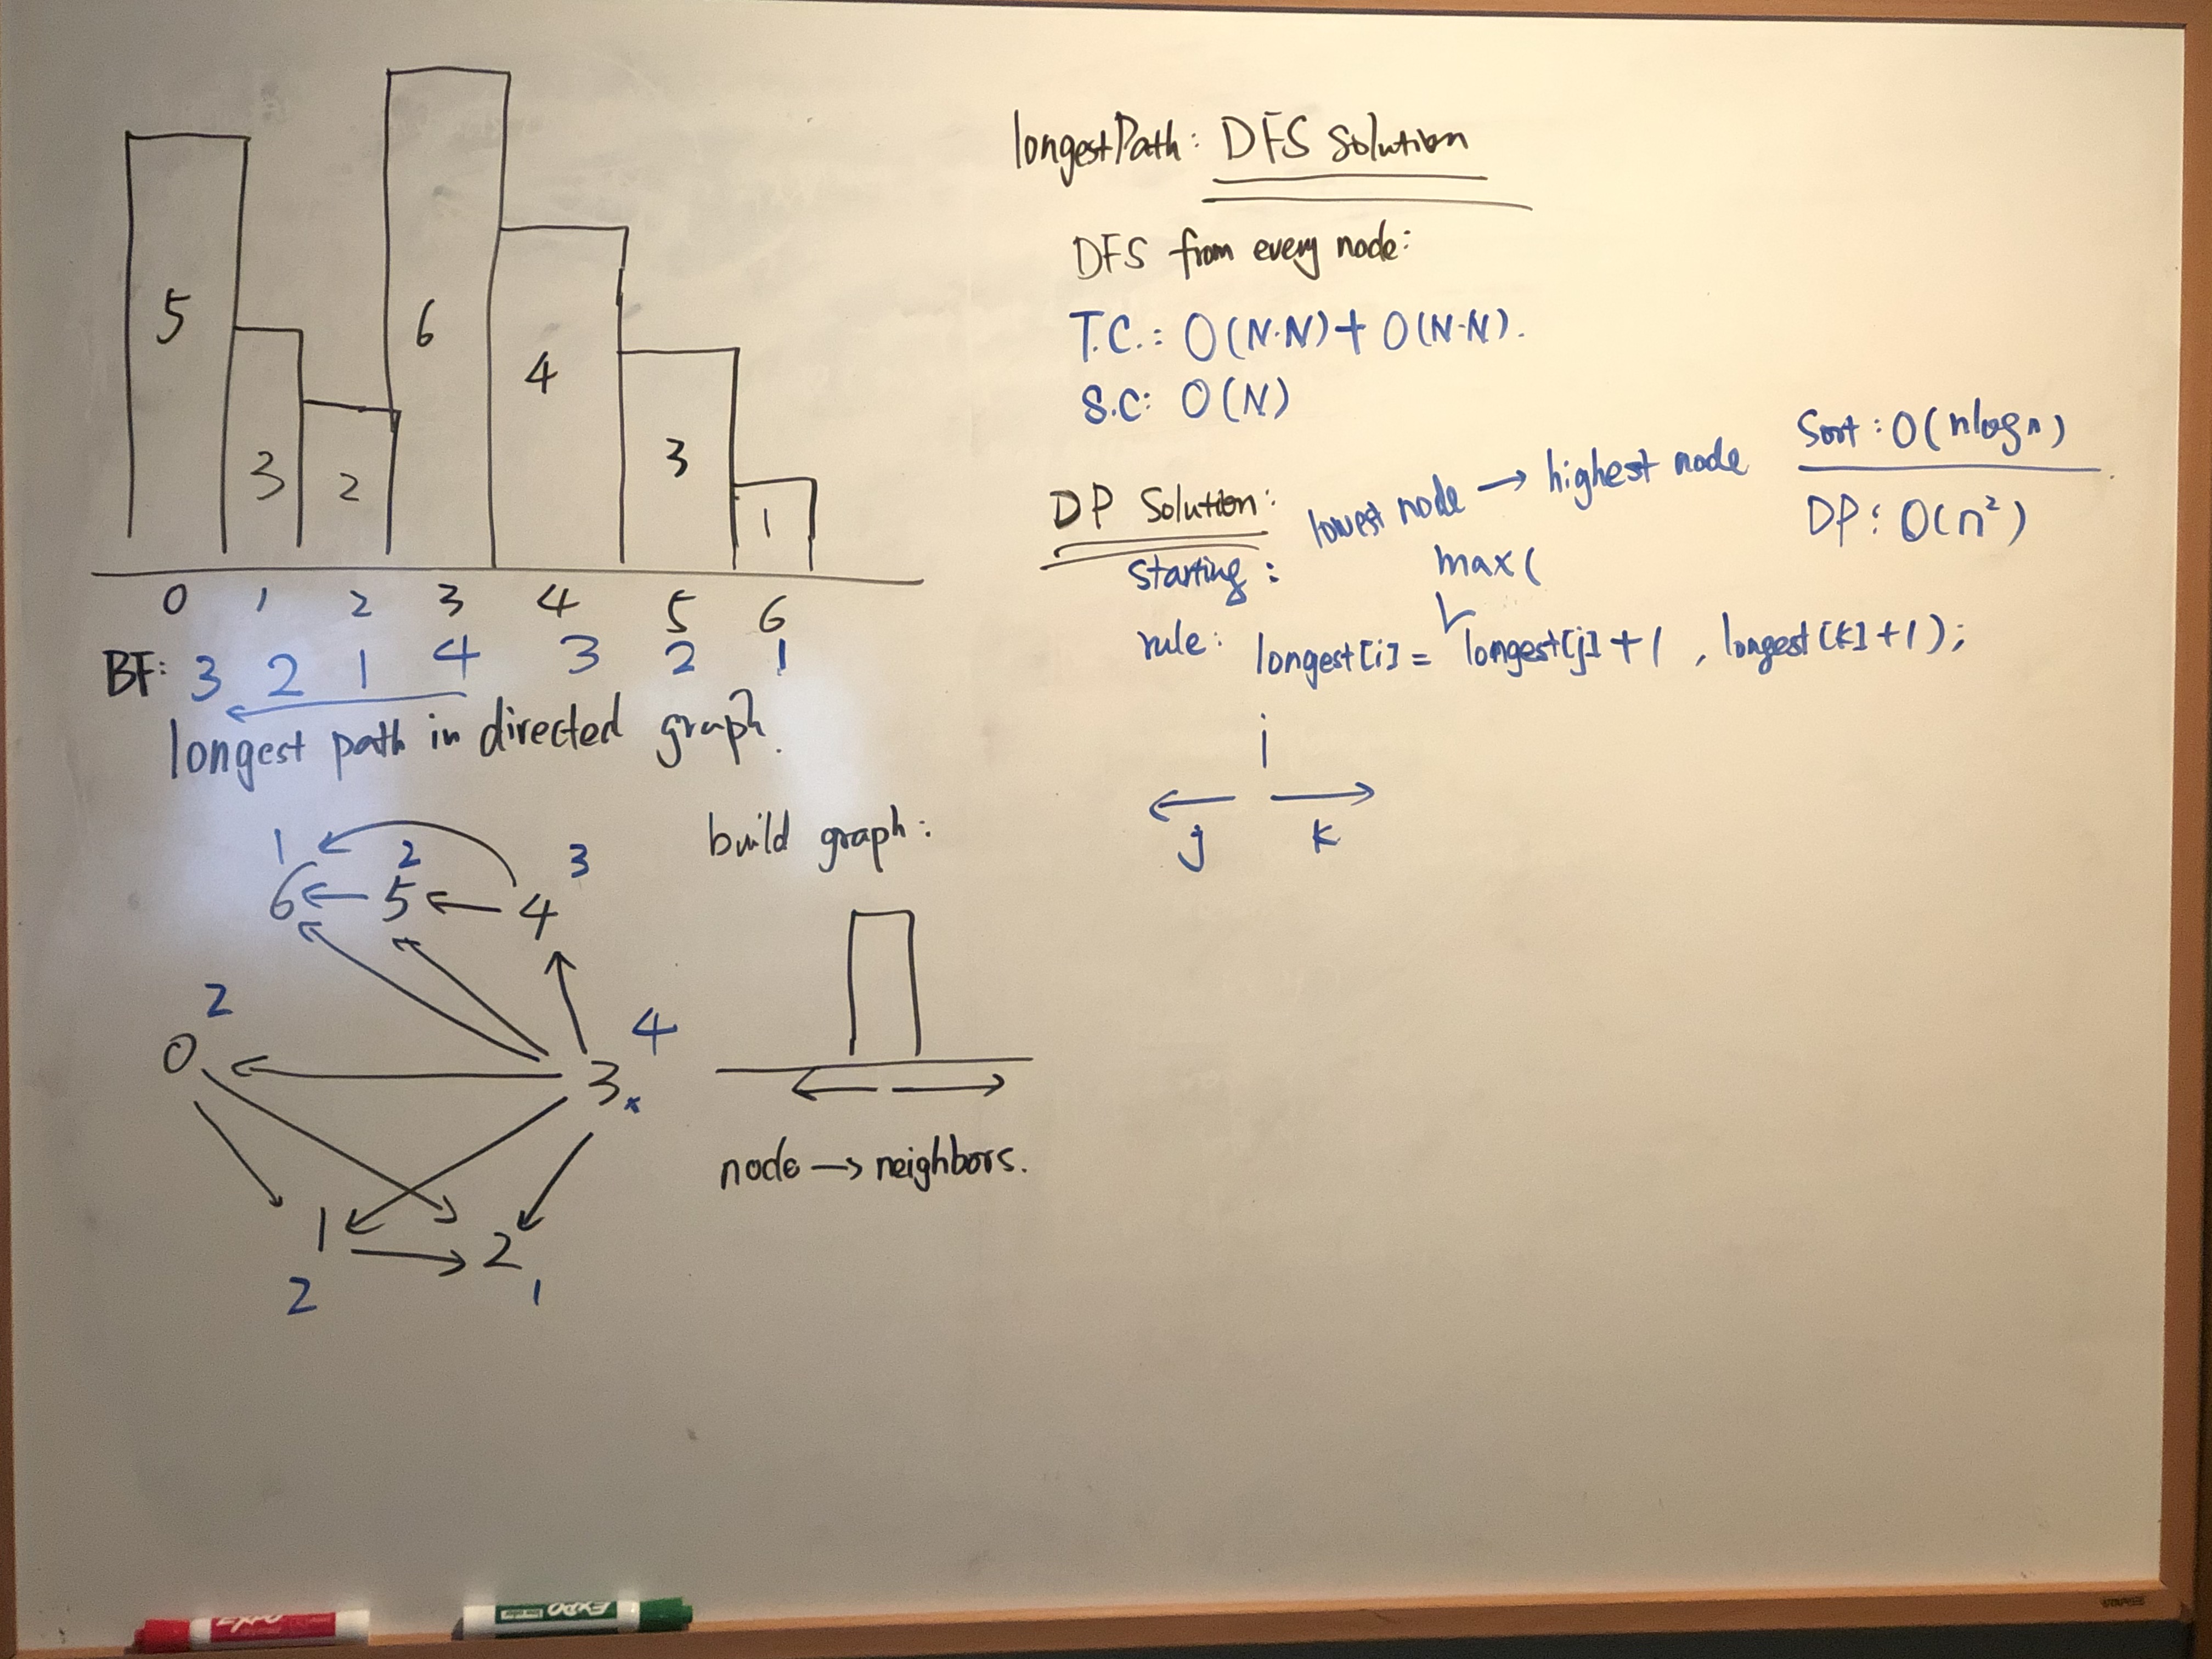 5
3
2
6
4
3
1
0 1 2 3 4 5 6
BF: 3 2 1 4 3 2 1
longest path in directed graph.
1 2 3
6 5 4
2
0
4
3x
1 2
2 1
build graph:
node → neighbors.
longestPath: DFS Solution
DFS from every node:
T.C.: O(N·N) + O(N·N).
S.C: O(N)
DP Solution:
Starting: lowest node → highest node
Sort: O(nlogn)
DP: O(n²)
max(
rule: longest[i] = longest[j]+1 , longest[k]+1);
i
← →
j k
EXPO
EXPO
STAPLES